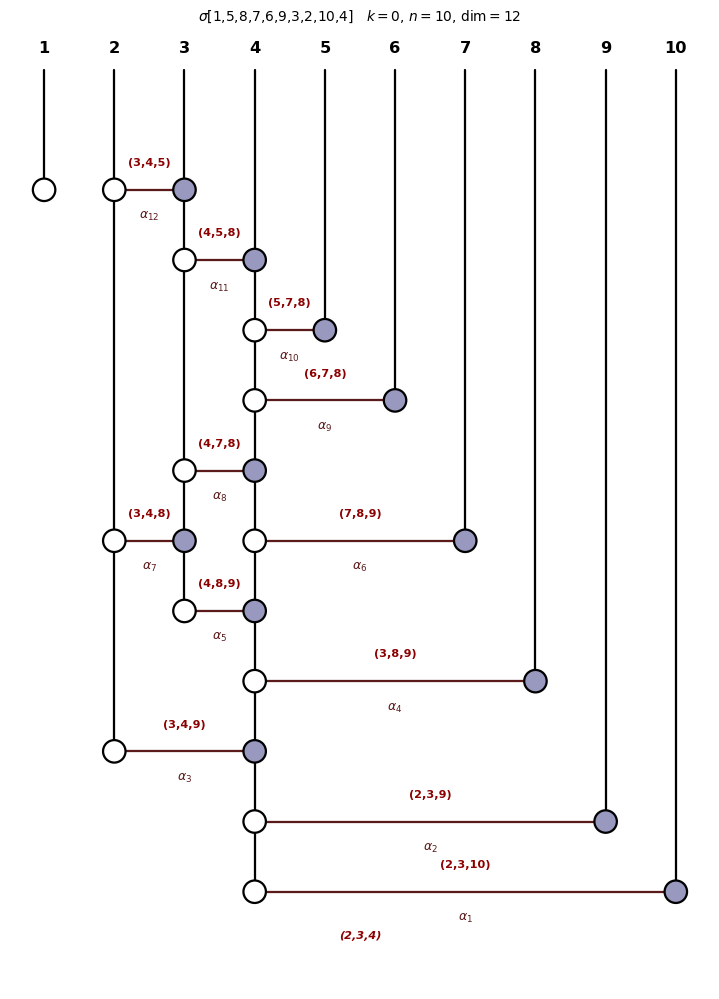 σ[1,5,8,7,6,9,3,2,10,4]   k = 0, n = 10, dim = 12
1 2 3 4 5 6 7 8 9 10
(3,4,5)
α₁₂
(4,5,8)
α₁₁
(5,7,8)
α₁₀
(6,7,8)
α₉
(4,7,8)
α₈
(3,4,8) (7,8,9)
α₇ α₆
(4,8,9)
α₅
(3,8,9)
α₄
(3,4,9)
α₃
(2,3,9)
α₂
(2,3,10)
α₁
(2,3,4)